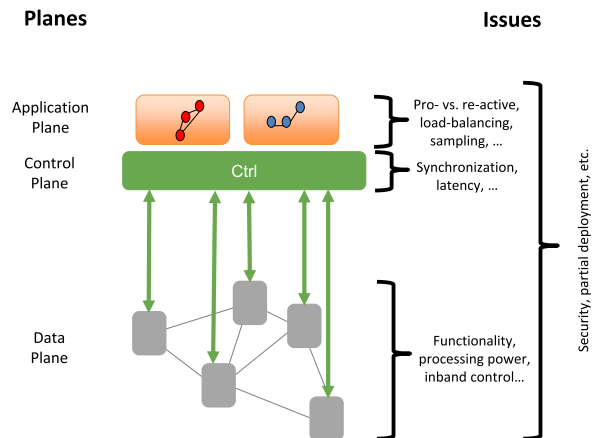 Planes
Issues
Application
Plane
Pro- vs. re-active,
load-balancing,
sampling, ...
Control
Plane
Ctrl
Synchronization,
latency, ...
Data
Plane
Functionality,
processing power,
inband control...
Security, partial deployment, etc.